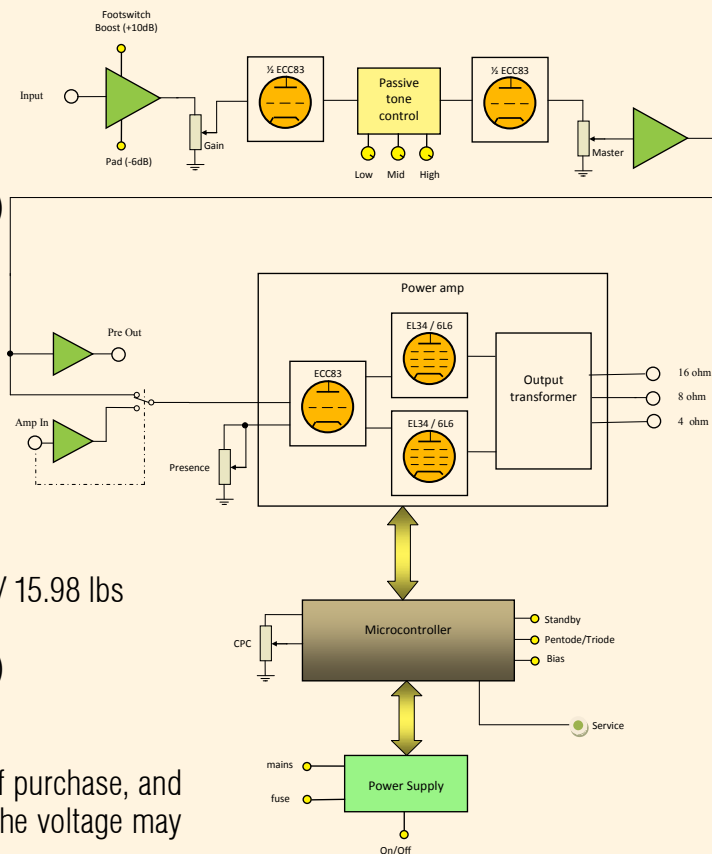 Footswitch
Boost (+10dB)
Input
Pad (-6dB)
Gain
½ ECC83
Passive
tone
control
Low Mid High
½ ECC83
Master
)
Pre Out
Amp In
Presence
Power amp
ECC83
EL34 / 6L6
EL34 / 6L6
Output
transformer
16 ohm
8 ohm
4 ohm
/ 15.98 lbs
)
CPC
Microcontroller
Standby
Pentode/Triode
Bias
Service
mains
fuse
Power Supply
On/Off
f purchase, and
he voltage may